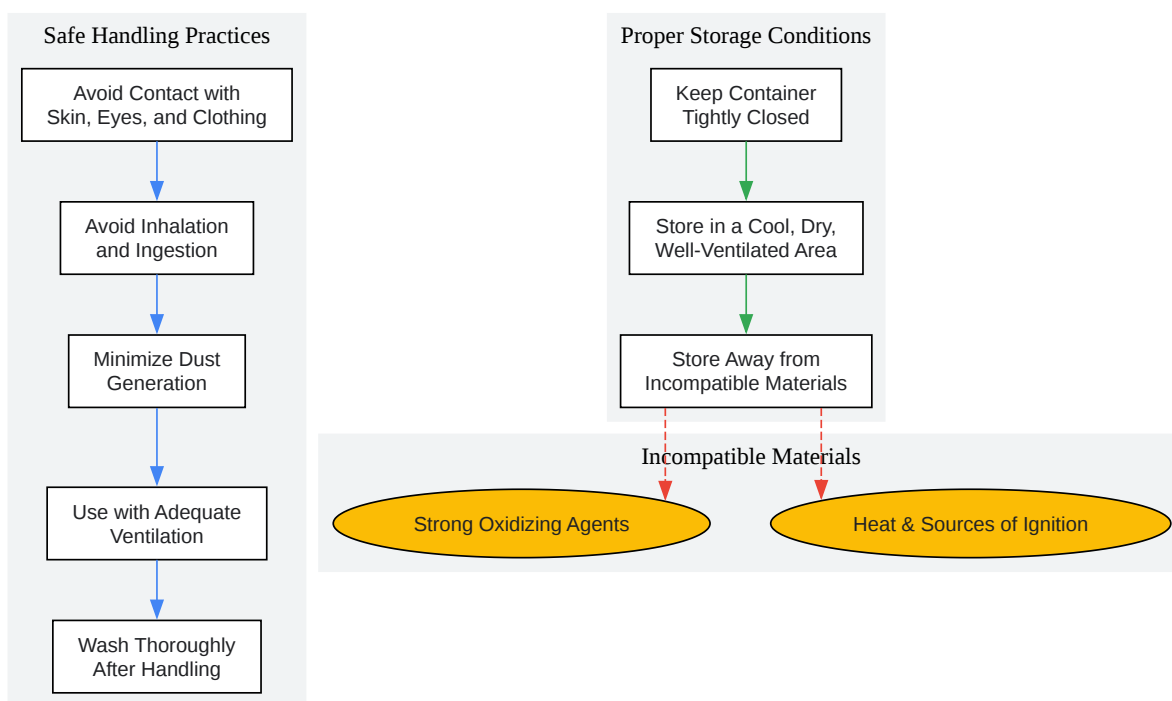 Safe Handling Practices
Avoid Contact with
Skin, Eyes, and Clothing
Avoid Inhalation
and Ingestion
Minimize Dust
Generation
Use with Adequate
Ventilation
Wash Thoroughly
After Handling
Proper Storage Conditions
Keep Container
Tightly Closed
Store in a Cool, Dry,
Well-Ventilated Area
Store Away from
Incompatible Materials
Incompatible Materials
Strong Oxidizing Agents
Heat & Sources of Ignition